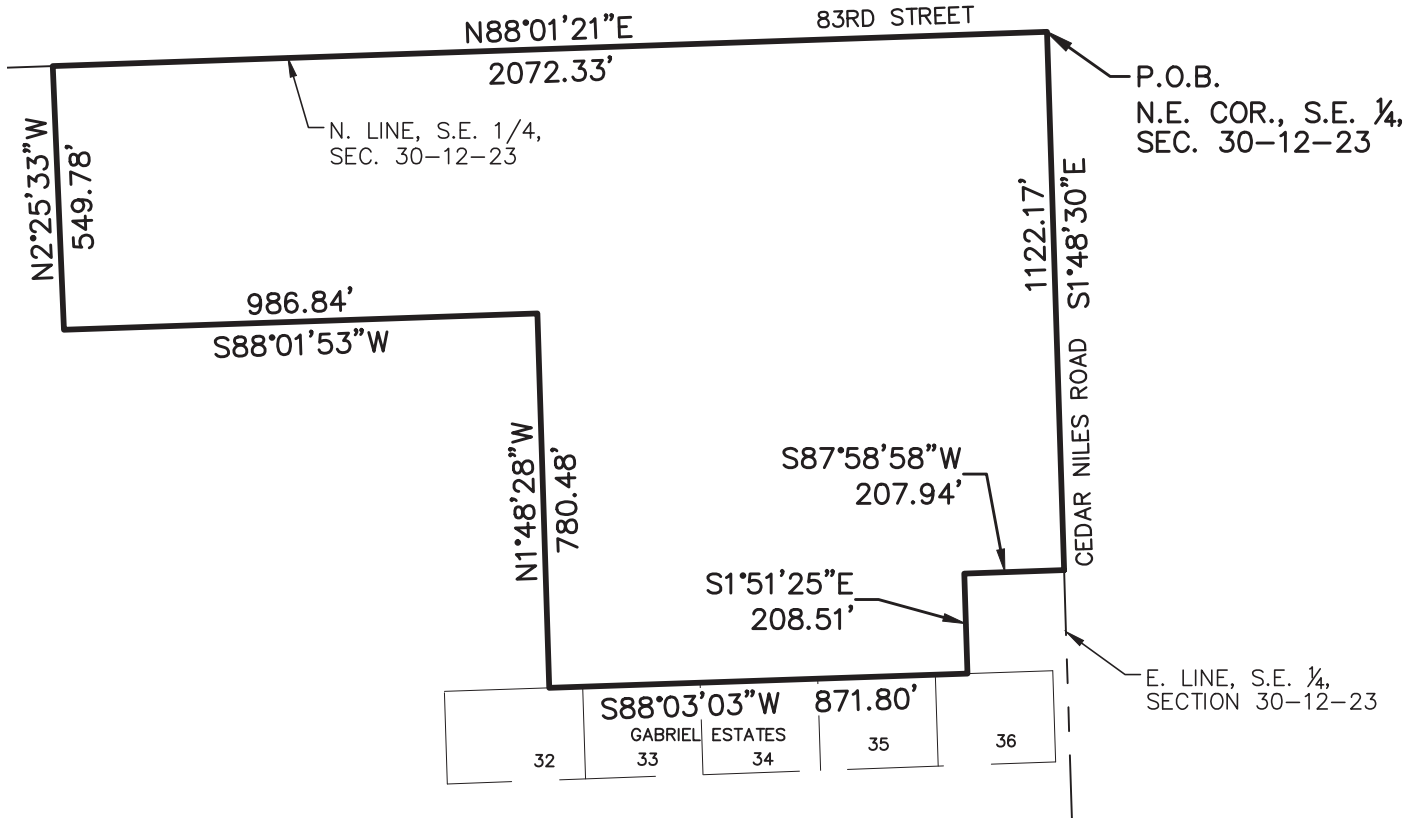 N88°01'21"E
83RD STREET
2072.33'
P.O.B.
N.E. COR., S.E. ¼,
SEC. 30-12-23
N. LINE, S.E. 1/4,
SEC. 30-12-23
N2°25'33"W
549.78'
1122.17'
S1°48'30"E
CEDAR NILES ROAD
986.84'
S88°01'53"W
N1°48'28"W
780.48'
S87°58'58"W
207.94'
S1°51'25"E
208.51'
E. LINE, S.E. ¼,
SECTION 30-12-23
S88°03'03"W 871.80'
GABRIEL ESTATES
32 33 34 35 36